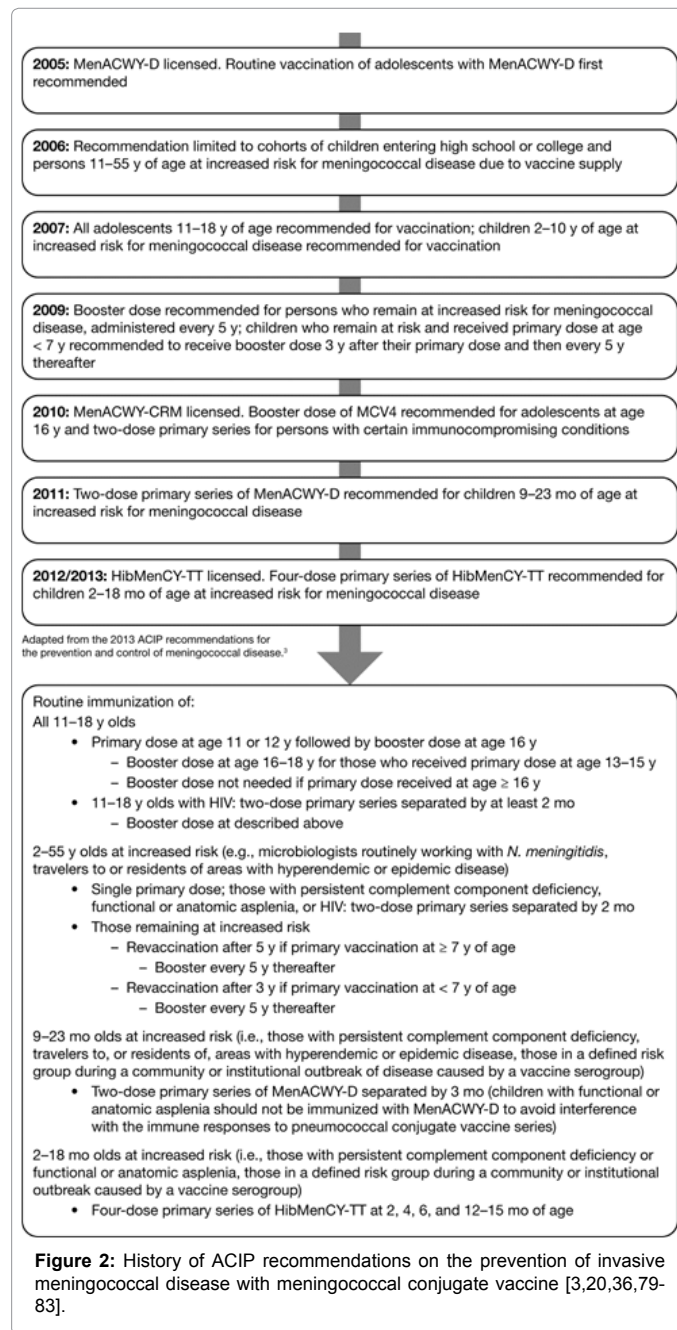 2005: MenACWY-D licensed. Routine vaccination of adolescents with MenACWY-D first
recommended
2006: Recommendation limited to cohorts of children entering high school or college and
persons 11–55 y of age at increased risk for meningococcal disease due to vaccine supply
2007: All adolescents 11–18 y of age recommended for vaccination; children 2–10 y of age at
increased risk for meningococcal disease recommended for vaccination
2009: Booster dose recommended for persons who remain at increased risk for meningococcal
disease, administered every 5 y; children who remain at risk and received primary dose at age
< 7 y recommended to receive booster dose 3 y after their primary dose and then every 5 y
thereafter
2010: MenACWY-CRM licensed. Booster dose of MCV4 recommended for adolescents at age
16 y and two-dose primary series for persons with certain immunocompromising conditions
2011: Two-dose primary series of MenACWY-D recommended for children 9–23 mo of age at
increased risk for meningococcal disease
2012/2013: HibMenCY-TT licensed. Four-dose primary series of HibMenCY-TT recommended for
children 2–18 mo of age at increased risk for meningococcal disease
Adapted from the 2013 ACIP recommendations for
the prevention and control of meningococcal disease.³
Routine immunization of:
All 11–18 y olds
• Primary dose at age 11 or 12 y followed by booster dose at age 16 y
– Booster dose at age 16–18 y for those who received primary dose at age 13–15 y
– Booster dose not needed if primary dose received at age ≥ 16 y
• 11–18 y olds with HIV: two-dose primary series separated by at least 2 mo
– Booster dose at described above
2–55 y olds at increased risk (e.g., microbiologists routinely working with N. meningitidis,
travelers to or residents of areas with hyperendemic or epidemic disease)
• Single primary dose; those with persistent complement component deficiency,
functional or anatomic asplenia, or HIV: two-dose primary series separated by 2 mo
• Those remaining at increased risk
– Revaccination after 5 y if primary vaccination at ≥ 7 y of age
– Booster every 5 y thereafter
– Revaccination after 3 y if primary vaccination at < 7 y of age
– Booster every 5 y thereafter
9–23 mo olds at increased risk (i.e., those with persistent complement component deficiency,
travelers to, or residents of, areas with hyperendemic or epidemic disease, those in a defined risk
group during a community or institutional outbreak of disease caused by a vaccine serogroup)
• Two-dose primary series of MenACWY-D separated by 3 mo (children with functional or
anatomic asplenia should not be immunized with MenACWY-D to avoid interference
with the immune responses to pneumococcal conjugate vaccine series)
2–18 mo olds at increased risk (i.e., those with persistent complement component deficiency or
functional or anatomic asplenia, those in a defined risk group during a community or institutional
outbreak caused by a vaccine serogroup)
• Four-dose primary series of HibMenCY-TT at 2, 4, 6, and 12–15 mo of age
Figure 2: History of ACIP recommendations on the prevention of invasive
meningococcal disease with meningococcal conjugate vaccine [3,20,36,79-
83].